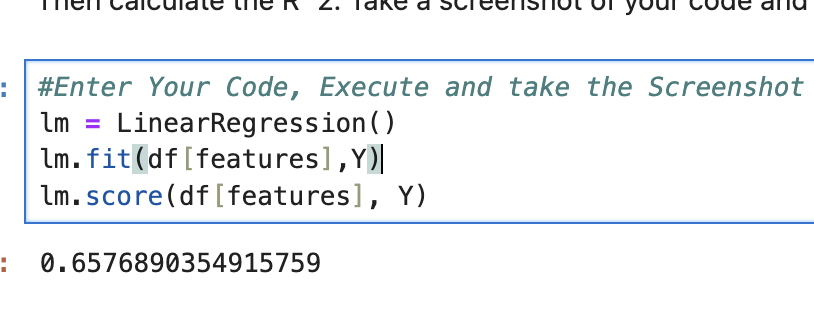 Then calculate the R^2. Take a screenshot of your code and
: #Enter Your Code, Execute and take the Screenshot
lm = LinearRegression()
lm.fit(df[features],Y)
lm.score(df[features], Y)
: 0.6576890354915759